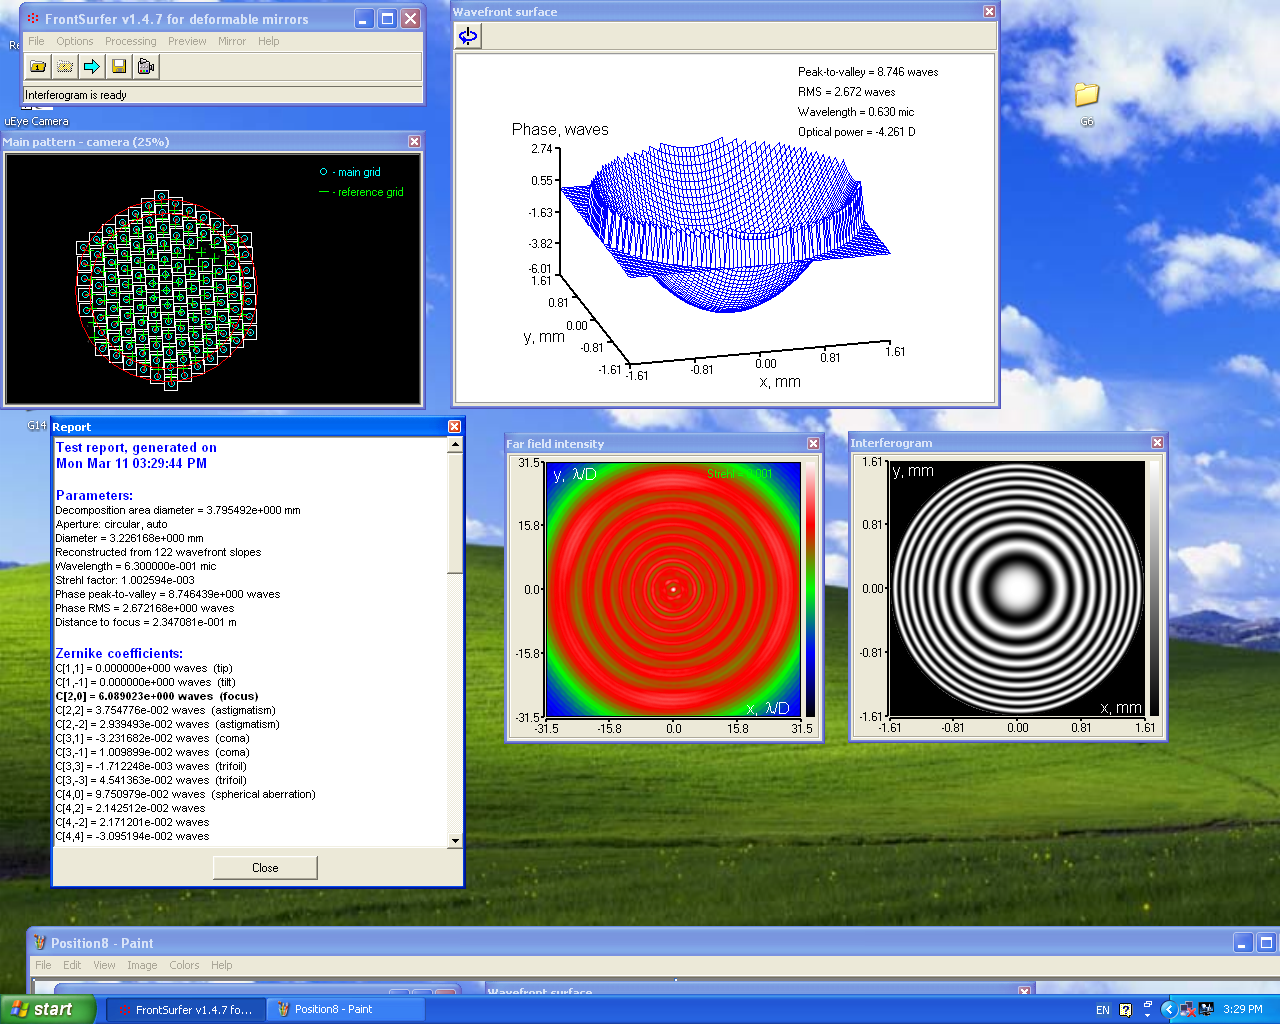 FrontSurfer v1.4.7 for deformable mirrors
File Options Processing Preview Mirror Help
Interferogram is ready
uEye Camera
Main pattern - camera (25%)
- main grid
- reference grid
Wavefront surface
Peak-to-valley = 8.746 waves
RMS = 2.672 waves
Wavelength = 0.630 mic
Optical power = -4.261 D
Phase, waves
2.74
0.55
-1.63
-3.82
-6.01
1.61
0.81
0.00
-0.81
-1.61
y, mm
-1.61
-0.81
0.00
0.81
1.61
x, mm
G6
G14
Report
Test report, generated on
Mon Mar 11 03:29:44 PM
Parameters:
Decomposition area diameter = 3.795492e+000 mm
Aperture: circular, auto
Diameter = 3.226168e+000 mm
Reconstructed from 122 wavefront slopes
Wavelength = 6.300000e-001 mic
Strehl factor: 1.002594e-003
Phase peak-to-valley = 8.746439e+000 waves
Phase RMS = 2.672168e+000 waves
Distance to focus = 2.347081e-001 m
Zernike coefficients:
C[1,1] = 0.000000e+000 waves (tip)
C[1,-1] = 0.000000e+000 waves (tilt)
C[2,0] = 6.089023e+000 waves (focus)
C[2,2] = 3.754776e-002 waves (astigmatism)
C[2,-2] = 2.939493e-002 waves (astigmatism)
C[3,1] = -3.231682e-002 waves (coma)
C[3,-1] = 1.009899e-002 waves (coma)
C[3,3] = -1.712248e-003 waves (trifoil)
C[3,-3] = 4.541363e-002 waves (trifoil)
C[4,0] = 9.750979e-002 waves (spherical aberration)
C[4,2] = 2.142512e-002 waves
C[4,-2] = 2.171201e-002 waves
C[4,4] = -3.095194e-002 waves
Close
Far field intensity
31.5
15.8
0.0
-15.8
-31.5
y, λ/D
Strehl = 0.001
x, λ/D
-31.5
-15.8
0.0
15.8
31.5
Interferogram
1.61
0.81
0.00
-0.81
-1.61
y, mm
x, mm
-1.61
-0.81
0.00
0.81
1.61
Position8 - Paint
File Edit View Image Colors Help
Wavefront surface
start
FrontSurfer v1.4.7 fo...
Position8 - Paint
EN
3:29 PM